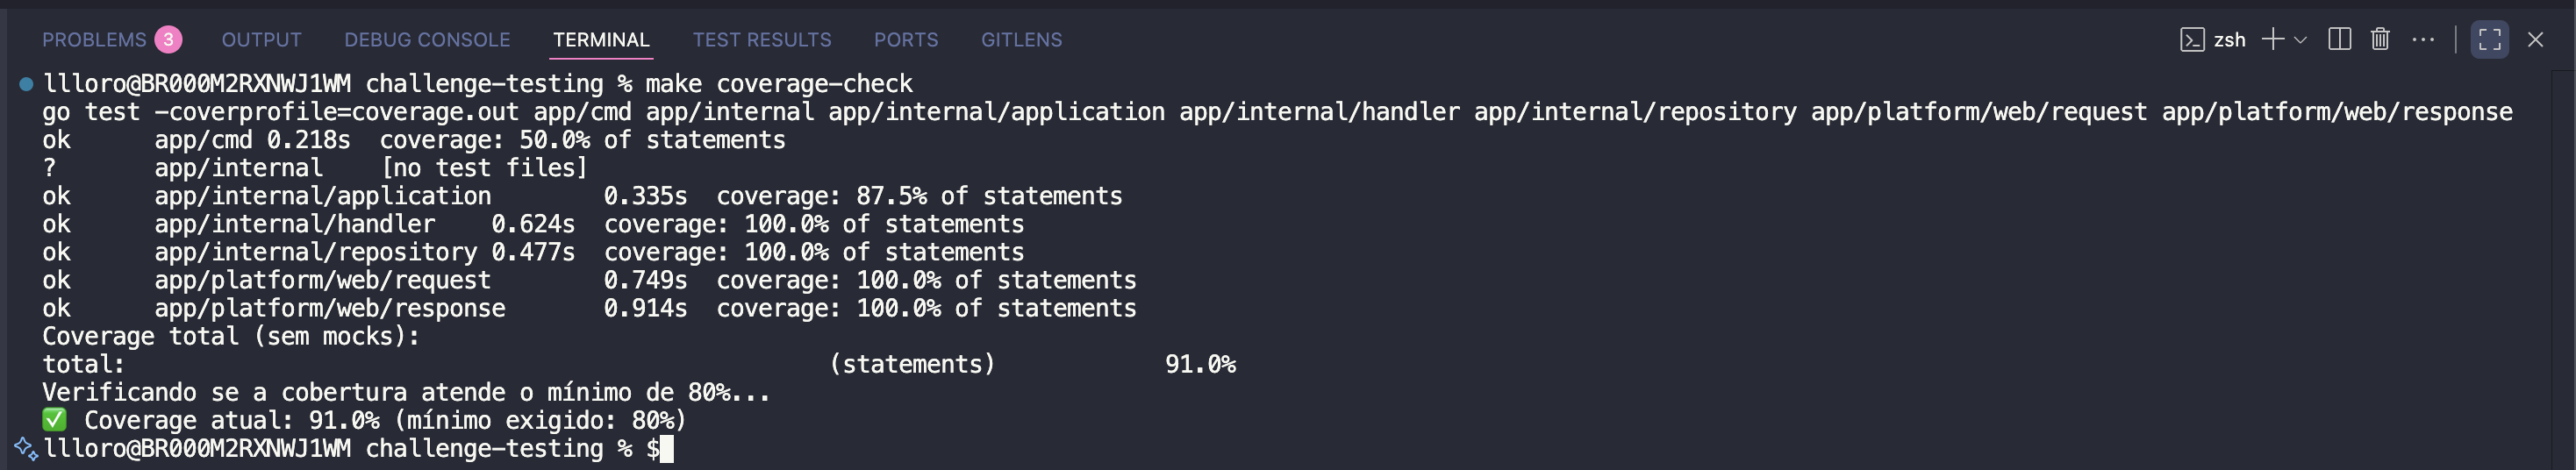 PROBLEMS 3 OUTPUT DEBUG CONSOLE TERMINAL TEST RESULTS PORTS GITLENS zsh
llloro@BR000M2RXNWJ1WM challenge-testing % make coverage-check
go test -coverprofile=coverage.out app/cmd app/internal app/internal/application app/internal/handler app/internal/repository app/platform/web/request app/platform/web/response
ok app/cmd 0.218s coverage: 50.0% of statements
? app/internal [no test files]
ok app/internal/application 0.335s coverage: 87.5% of statements
ok app/internal/handler 0.624s coverage: 100.0% of statements
ok app/internal/repository 0.477s coverage: 100.0% of statements
ok app/platform/web/request 0.749s coverage: 100.0% of statements
ok app/platform/web/response 0.914s coverage: 100.0% of statements
Coverage total (sem mocks):
total: (statements) 91.0%
Verificando se a cobertura atende o mínimo de 80%...
✅ Coverage atual: 91.0% (mínimo exigido: 80%)
llloro@BR000M2RXNWJ1WM challenge-testing % $